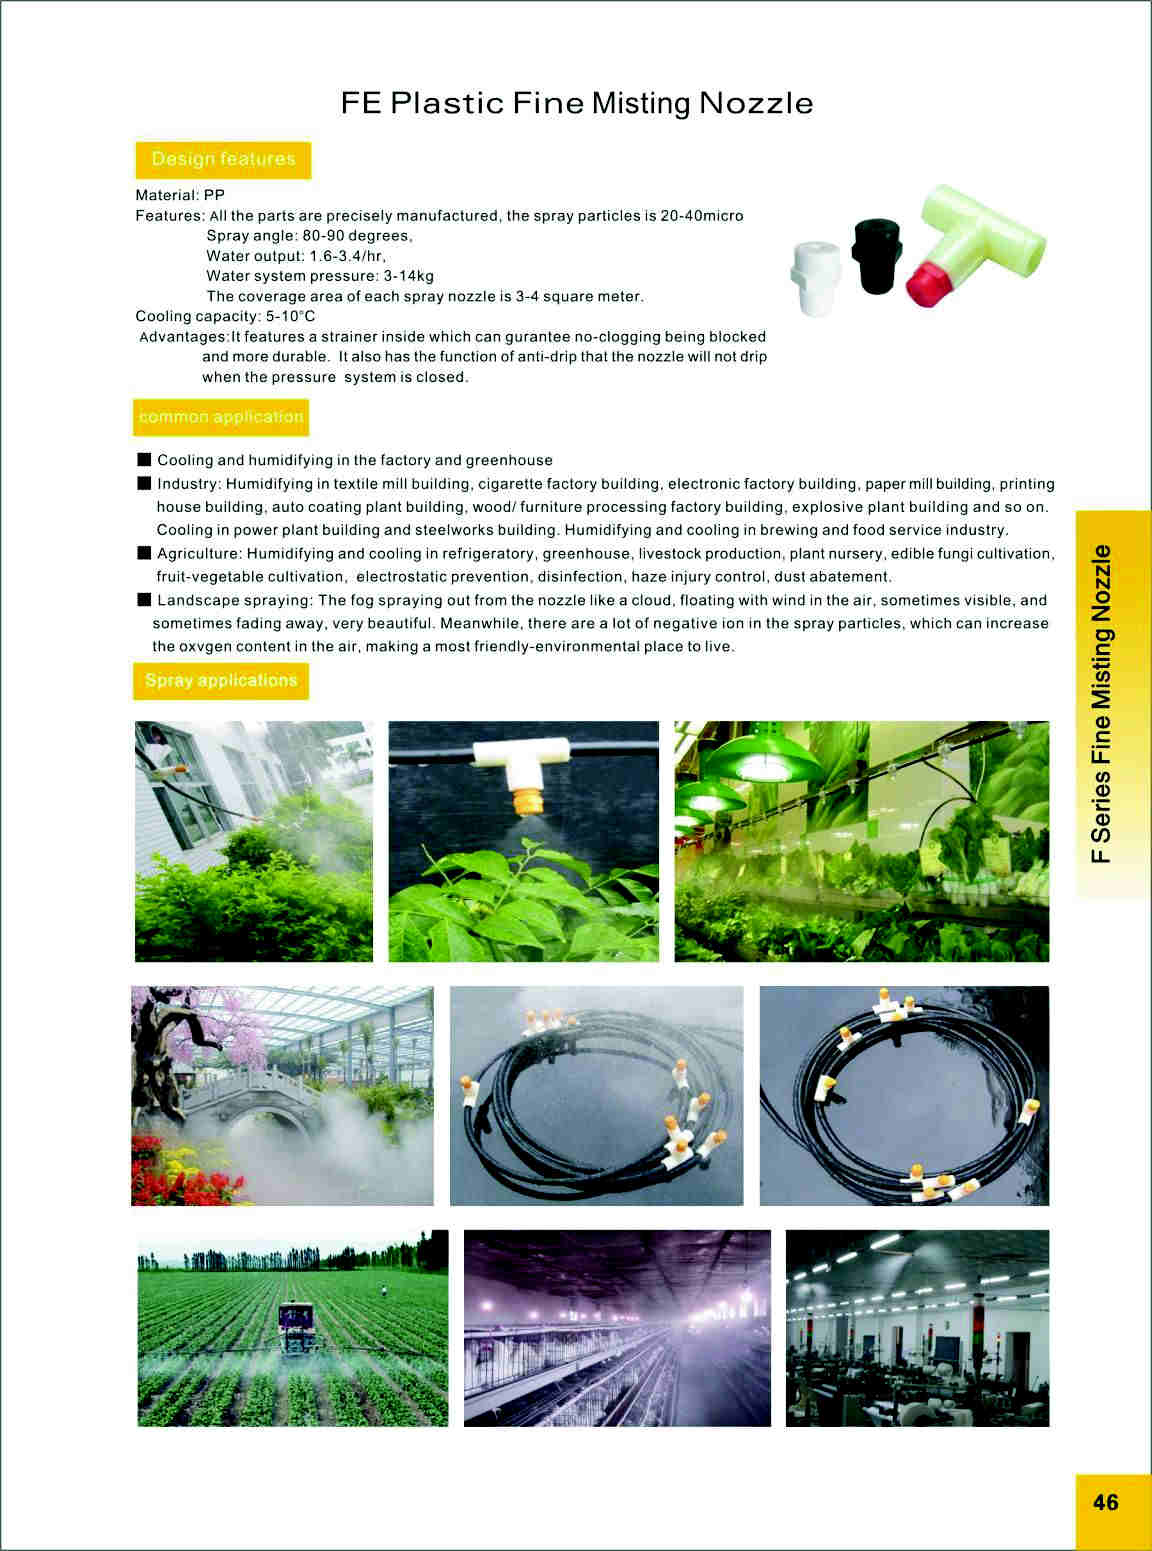 FE Plastic Fine Misting Nozzle
Design features
Material: PP
Features: All the parts are precisely manufactured, the spray particles is 20-40micro
Spray angle: 80-90 degrees,
Water output: 1.6-3.4/hr,
Water system pressure: 3-14kg
The coverage area of each spray nozzle is 3-4 square meter.
Cooling capacity: 5-10°C
Advantages:It features a strainer inside which can gurantee no-clogging being blocked
and more durable. It also has the function of anti-drip that the nozzle will not drip
when the pressure system is closed.
common application
■ Cooling and humidifying in the factory and greenhouse
■ Industry: Humidifying in textile mill building, cigarette factory building, electronic factory building, paper mill building, printing
house building, auto coating plant building, wood/ furniture processing factory building, explosive plant building and so on.
Cooling in power plant building and steelworks building. Humidifying and cooling in brewing and food service industry.
■ Agriculture: Humidifying and cooling in refrigeratory, greenhouse, livestock production, plant nursery, edible fungi cultivation,
fruit-vegetable cultivation, electrostatic prevention, disinfection, haze injury control, dust abatement.
■ Landscape spraying: The fog spraying out from the nozzle like a cloud, floating with wind in the air, sometimes visible, and
sometimes fading away, very beautiful. Meanwhile, there are a lot of negative ion in the spray particles, which can increase
the oxvgen content in the air, making a most friendly-environmental place to live.
Spray applications
F Series Fine Misting Nozzle
46